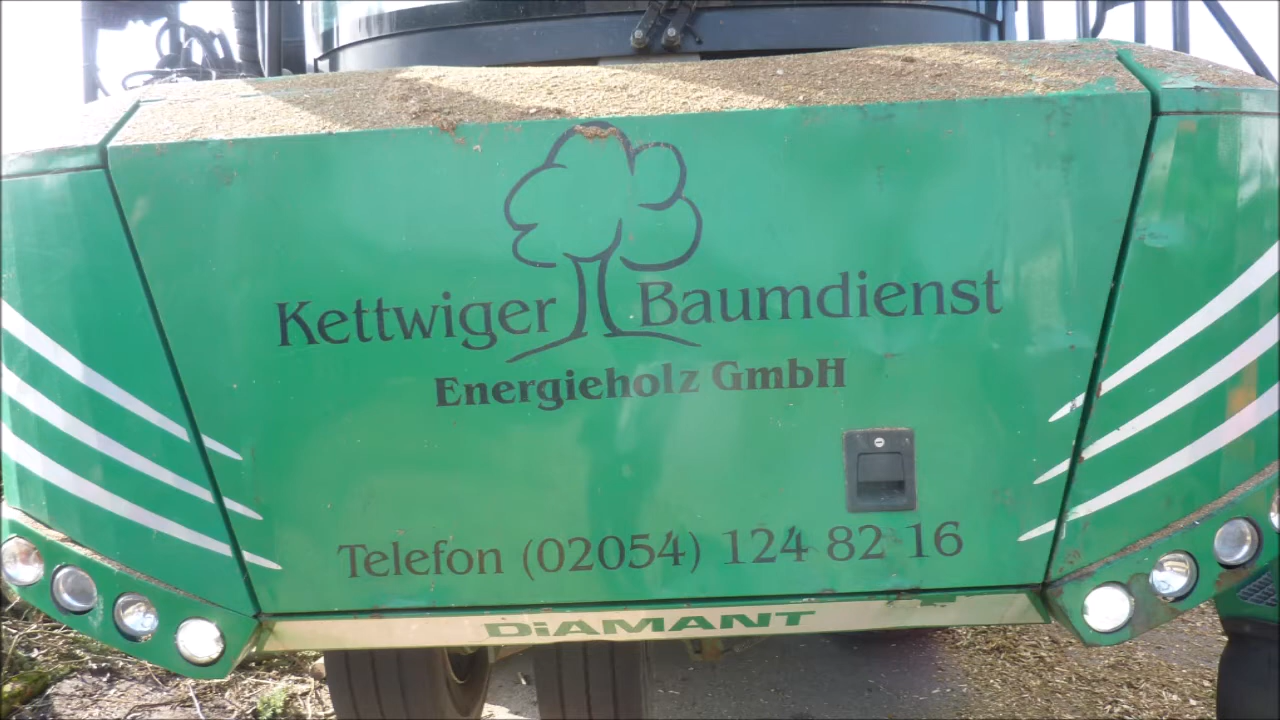 Kettwiger Baumdienst
Energieholz GmbH
Telefon (02054) 124 82 16
DiAMANT